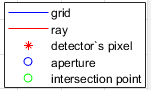 grid
ray
detector`s pixel
aperture
intersection point